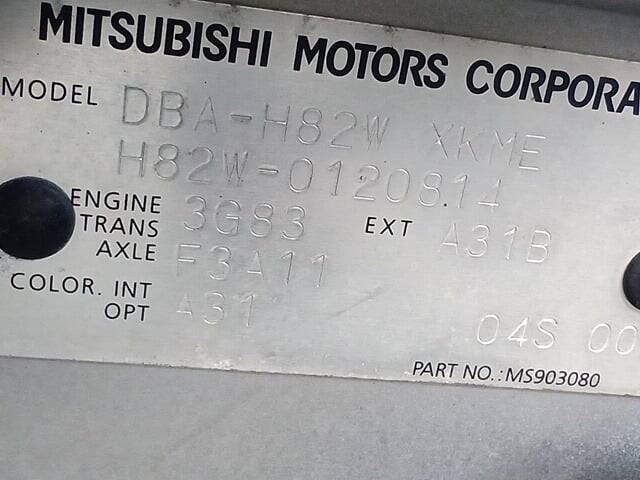 MITSUBISHI MOTORS CORPORA
MODEL DBA-H82W XKME
H82W-0120814
ENGINE 3G83 EXT A31B
TRANS
AXLE F3A11
COLOR. INT A31
OPT 04S 00
PART NO.: MS903080